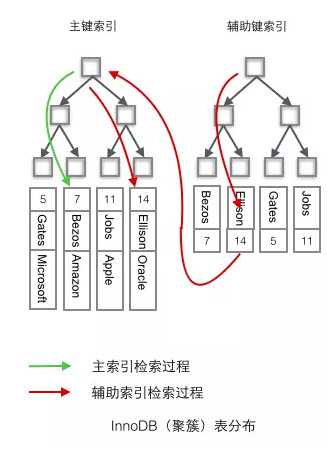 主键索引
辅助键索引
5
7
11
14
Gates
Bezos
Jobs
Ellison
Microsoft
Amazon
Apple
Oracle
Bezos
Ellison
Gates
Jobs
7
14
5
11
主索引检索过程
辅助索引检索过程
InnoDB（聚簇）表分布